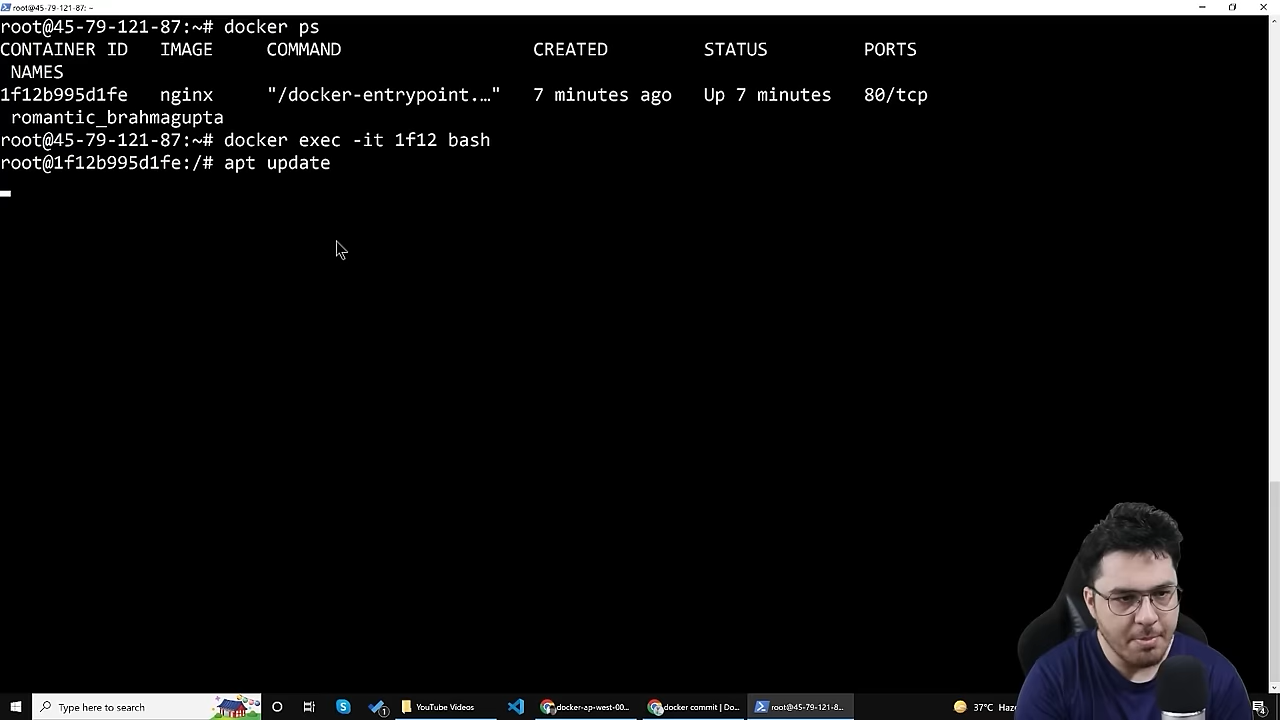 root@45-79-121-87: ~
root@45-79-121-87:~# docker ps
CONTAINER ID   IMAGE     COMMAND                  CREATED         STATUS         PORTS
 NAMES
1f12b995d1fe   nginx     "/docker-entrypoint.…"   7 minutes ago   Up 7 minutes   80/tcp
 romantic_brahmagupta
root@45-79-121-87:~# docker exec -it 1f12 bash
root@1f12b995d1fe:/# apt update
Type here to search
1
YouTube Videos
docker-ap-west-00...
docker commit | Do...
root@45-79-121-8...
37°C Haze